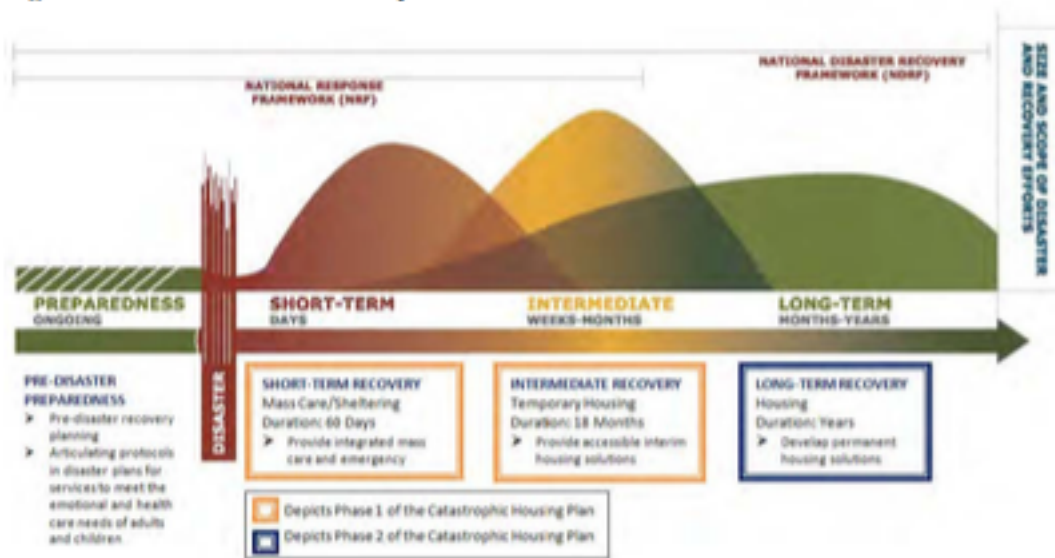 NATIONAL DISASTER RECOVERY
FRAMEWORK (NDRF)
NATIONAL RESPONSE
FRAMEWORK (NRF)
SIZE AND SCOPE OF DISASTER
AND RECOVERY EFFORTS
PREPAREDNESS
ONGOING
SHORT-TERM
DAYS
INTERMEDIATE
WEEKS-MONTHS
LONG-TERM
MONTHS-YEARS
DISASTER
PRE-DISASTER
PREPAREDNESS
➤ Pre-disaster recovery
planning
➤ Articulating protocols
in disaster plans for
services to meet the
emotional and health
care needs of adults
and children
SHORT-TERM RECOVERY
Mass Care/Sheltering
Duration: 60 Days
➤ Provide integrated mass
care and emergency
INTERMEDIATE RECOVERY
Temporary Housing
Duration: 18 Months
➤ Provide accessible interim
housing solutions
LONG-TERM RECOVERY
Housing
Duration: Years
➤ Develop permanent
housing solutions
Depicts Phase 1 of the Catastrophic Housing Plan
Depicts Phase 2 of the Catastrophic Housing Plan